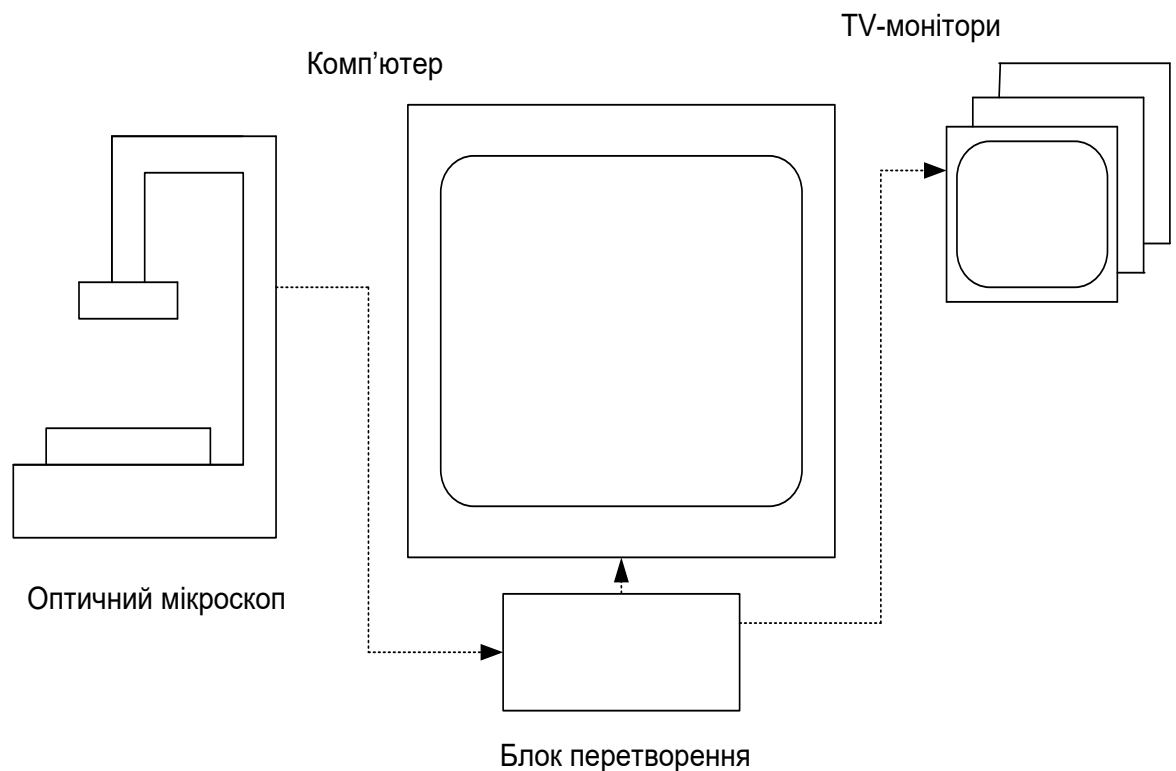 TV-монітори
Комп’ютер
Оптичний мікроскоп
Блок перетворення